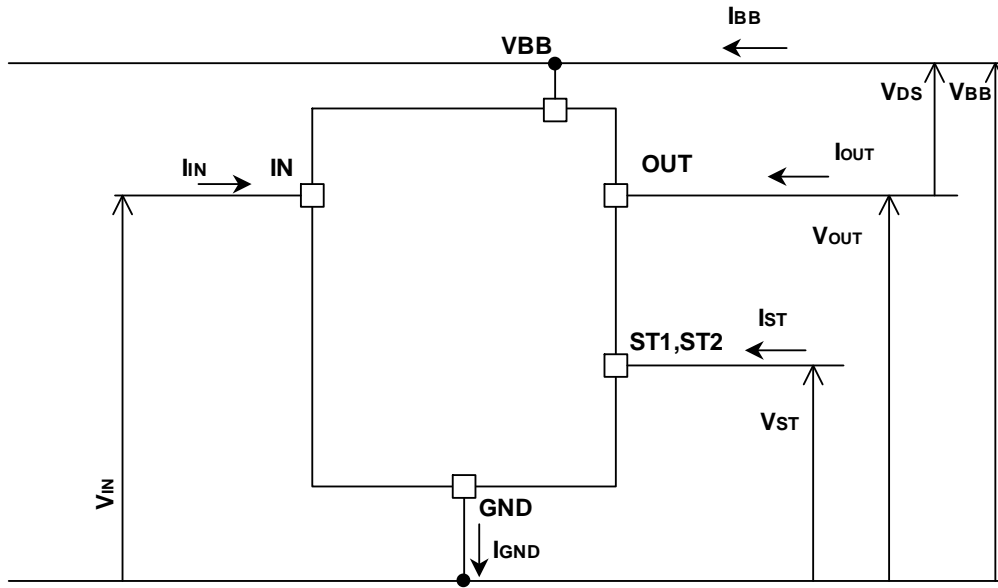 IBB
VBB
VDS
VBB
IIN
IN
OUT
IOUT
VOUT
ST1,ST2
IST
VST
VIN
GND
IGND